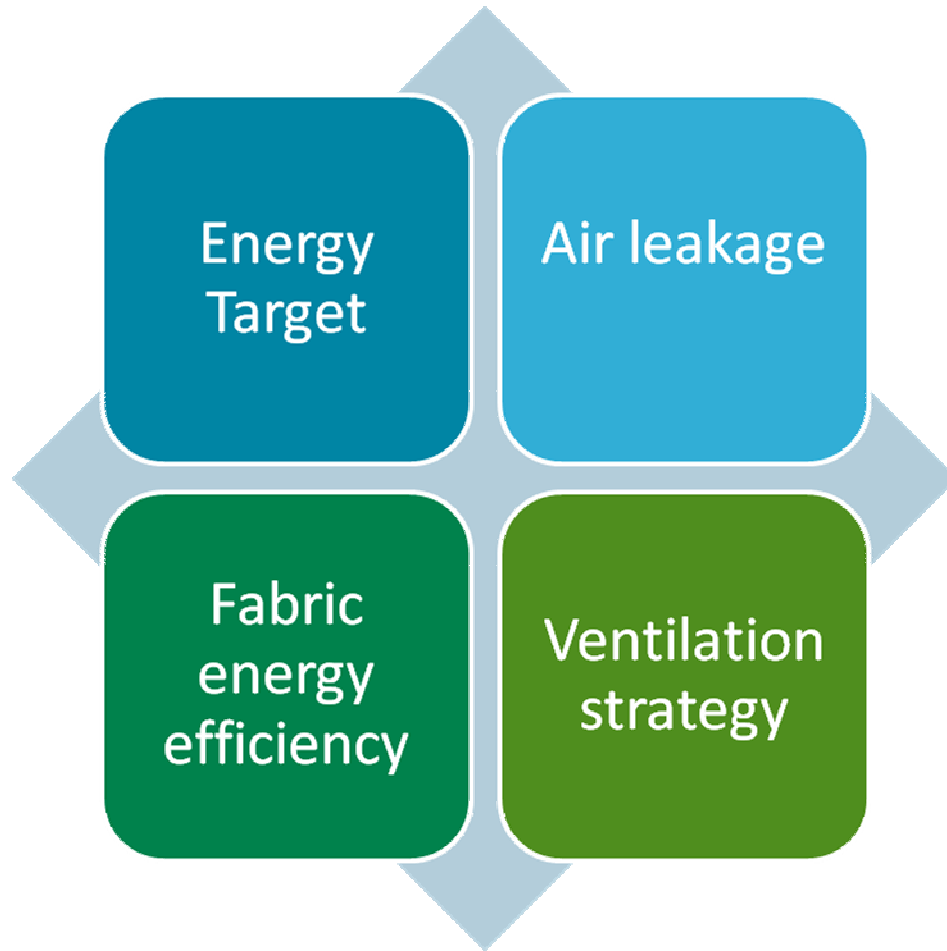 Energy
Target
Air leakage
Fabric
energy
efficiency
Ventilation
strategy